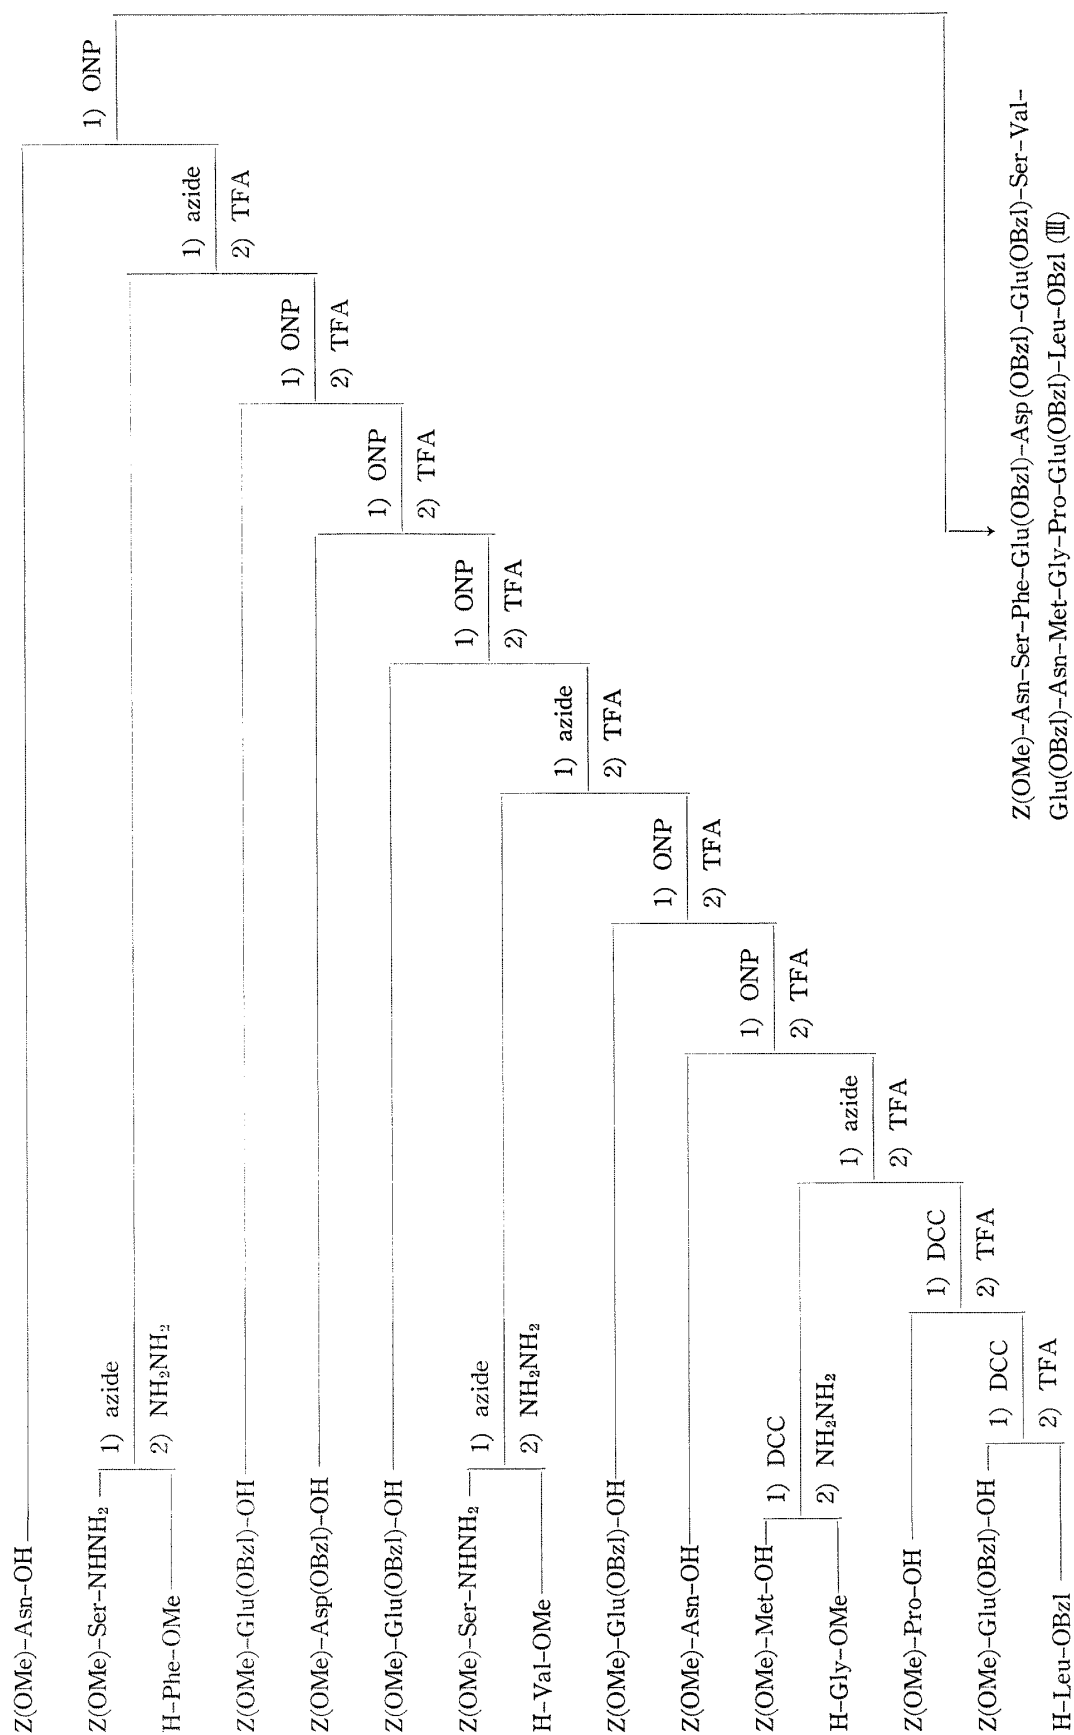 Z(OMe)–Asn–OH
Z(OMe)–Ser–NHNH₂
H–Phe–OMe
1) azide
2) NH₂NH₂
Z(OMe)–Glu(OBzl)–OH
Z(OMe)–Asp(OBzl)–OH
Z(OMe)–Glu(OBzl)–OH
Z(OMe)–Ser–NHNH₂
H–Val–OMe
1) azide
2) NH₂NH₂
Z(OMe)–Glu(OBzl)–OH
Z(OMe)–Asn–OH
Z(OMe)–Met–OH
H–Gly–OMe
1) DCC
2) NH₂NH₂
Z(OMe)–Pro–OH
Z(OMe)–Glu(OBzl)–OH
H–Leu–OBzl
1) DCC
2) TFA
1) DCC
2) TFA
1) azide
2) TFA
1) ONP
2) TFA
1) ONP
2) TFA
1) azide
2) TFA
1) ONP
2) TFA
1) ONP
2) TFA
1) ONP
2) TFA
1) azide
2) TFA
1) ONP
Z(OMe)–Asn–Ser–Phe–Glu(OBzl)–Asp(OBzl)–Glu(OBzl)–Ser–Val–
Glu(OBzl)–Asn–Met–Gly–Pro–Glu(OBzl)–Leu–OBzl (Ⅲ)